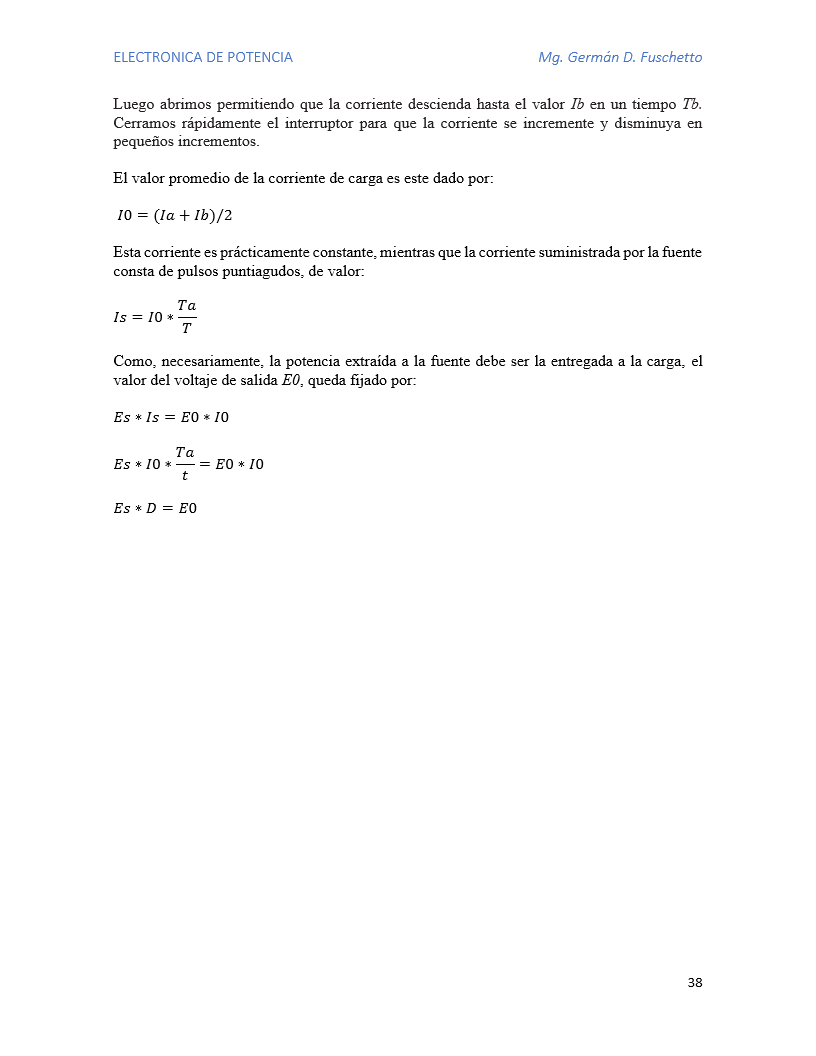 ELECTRONICA DE POTENCIA Mg. Germán D. Fuschetto
Luego abrimos permitiendo que la corriente descienda hasta el valor Ib en un tiempo Tb.
Cerramos rápidamente el interruptor para que la corriente se incremente y disminuya en
pequeños incrementos.
El valor promedio de la corriente de carga es este dado por:
I0 = (Ia + Ib)/2
Esta corriente es prácticamente constante, mientras que la corriente suministrada por la fuente
consta de pulsos puntiagudos, de valor:
Is = I0 * Ta/T
Como, necesariamente, la potencia extraída a la fuente debe ser la entregada a la carga, el
valor del voltaje de salida E0, queda fijado por:
Es * Is = E0 * I0
Es * I0 * Ta/t = E0 * I0
Es * D = E0
38